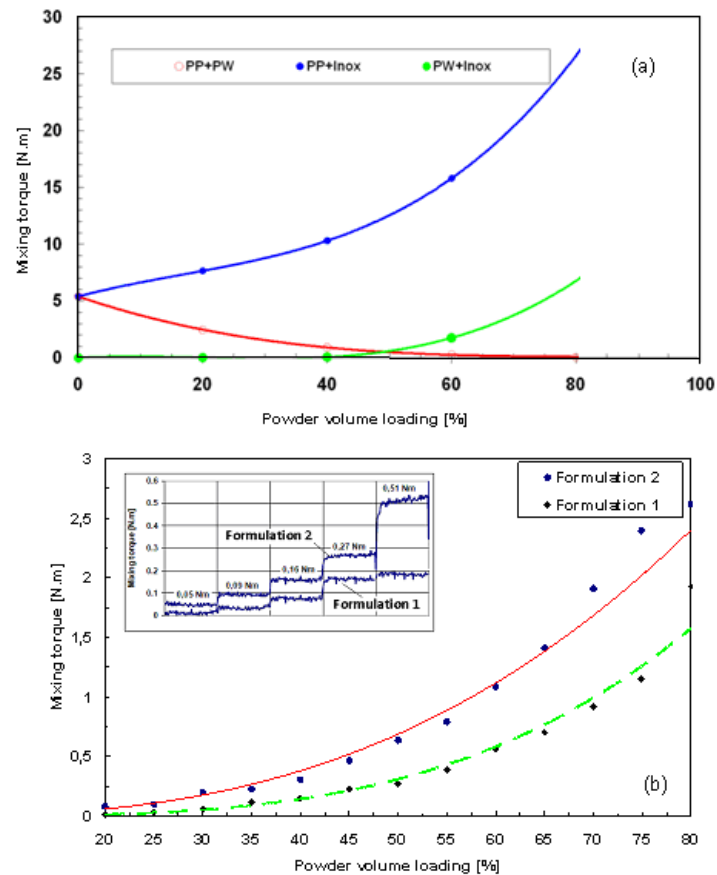 30
PP+PW PP+Inox PW+Inox
(a)
25
20
15
10
5
0
Mixing torque [N.m]
0 20 40 60 80 100
Powder volume loading [%]
3
Formulation 2
Formulation 1
2,5
2
1,5
1
0,5
0
Mixing torque [N.m]
0.6
0.5
0.4
0.3
0.2
0.1
0
Mixing torque [N.m]
0,51 Nm
Formulation 2
0,27 Nm
0,16 Nm
0,09 Nm
0,05 Nm
Formulation 1
(b)
20 25 30 35 40 45 50 55 60 65 70 75 80
Powder volume loading [%]